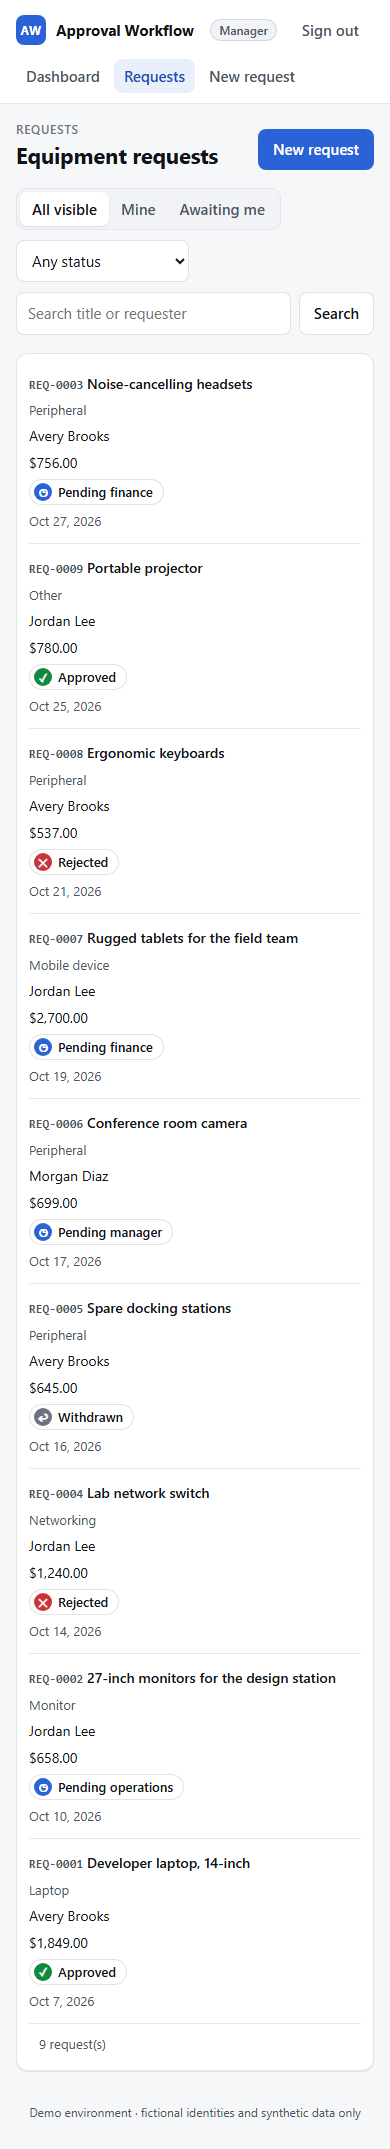 AW Approval Workflow Manager Sign out
Dashboard Requests New request
REQUESTS
Equipment requests
New request
All visible Mine Awaiting me
Any status
Search title or requester Search
REQ-0003 Noise-cancelling headsets
Peripheral
Avery Brooks
$756.00
Pending finance
Oct 27, 2026
REQ-0009 Portable projector
Other
Jordan Lee
$780.00
Approved
Oct 25, 2026
REQ-0008 Ergonomic keyboards
Peripheral
Avery Brooks
$537.00
Rejected
Oct 21, 2026
REQ-0007 Rugged tablets for the field team
Mobile device
Jordan Lee
$2,700.00
Pending finance
Oct 19, 2026
REQ-0006 Conference room camera
Peripheral
Morgan Diaz
$699.00
Pending manager
Oct 17, 2026
REQ-0005 Spare docking stations
Peripheral
Avery Brooks
$645.00
Withdrawn
Oct 16, 2026
REQ-0004 Lab network switch
Networking
Jordan Lee
$1,240.00
Rejected
Oct 14, 2026
REQ-0002 27-inch monitors for the design station
Monitor
Jordan Lee
$658.00
Pending operations
Oct 10, 2026
REQ-0001 Developer laptop, 14-inch
Laptop
Avery Brooks
$1,849.00
Approved
Oct 7, 2026
9 request(s)
Demo environment · fictional identities and synthetic data only